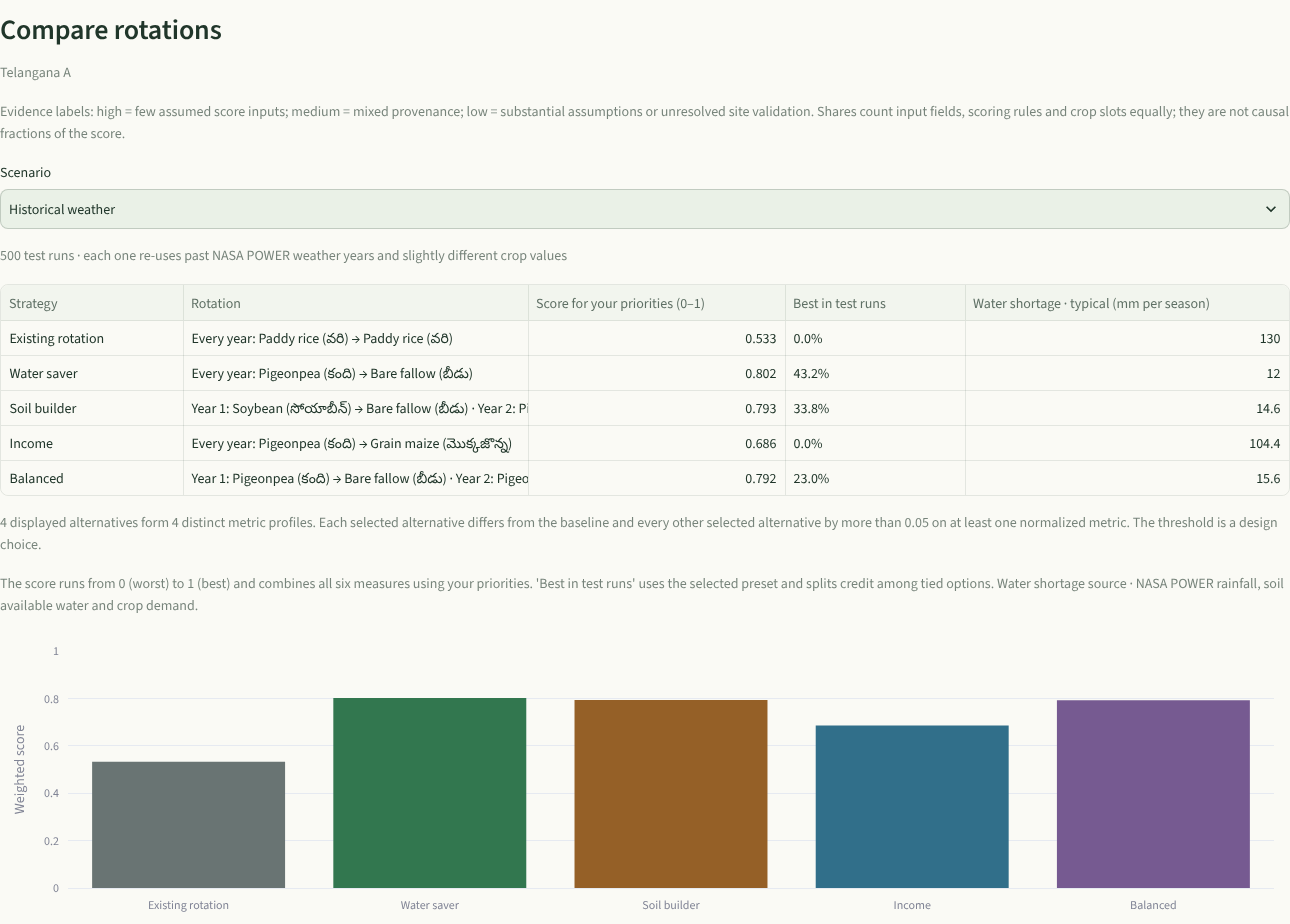 Compare rotations
Telangana A
Evidence labels: high = few assumed score inputs; medium = mixed provenance; low = substantial assumptions or unresolved site validation. Shares count input fields, scoring rules and crop slots equally; they are not causal
fractions of the score.
Scenario
Historical weather
500 test runs · each one re-uses past NASA POWER weather years and slightly different crop values
Strategy Rotation Score for your priorities (0–1) Best in test runs Water shortage · typical (mm per season)
Existing rotation Every year: Paddy rice (వరి) → Paddy rice (వరి) 0.533 0.0% 130
Water saver Every year: Pigeonpea (కంది) → Bare fallow (బీడు) 0.802 43.2% 12
Soil builder Year 1: Soybean (సోయాబీన్) → Bare fallow (బీడు) · Year 2: Pi 0.793 33.8% 14.6
Income Every year: Pigeonpea (కంది) → Grain maize (మొక్కజొన్న) 0.686 0.0% 104.4
Balanced Year 1: Pigeonpea (కంది) → Bare fallow (బీడు) · Year 2: Pigeo 0.792 23.0% 15.6
4 displayed alternatives form 4 distinct metric profiles. Each selected alternative differs from the baseline and every other selected alternative by more than 0.05 on at least one normalized metric. The threshold is a design
choice.
The score runs from 0 (worst) to 1 (best) and combines all six measures using your priorities. 'Best in test runs' uses the selected preset and splits credit among tied options. Water shortage source · NASA POWER rainfall, soil
available water and crop demand.
1
0.8
0.6
0.4
0.2
0
Weighted score
Existing rotation Water saver Soil builder Income Balanced